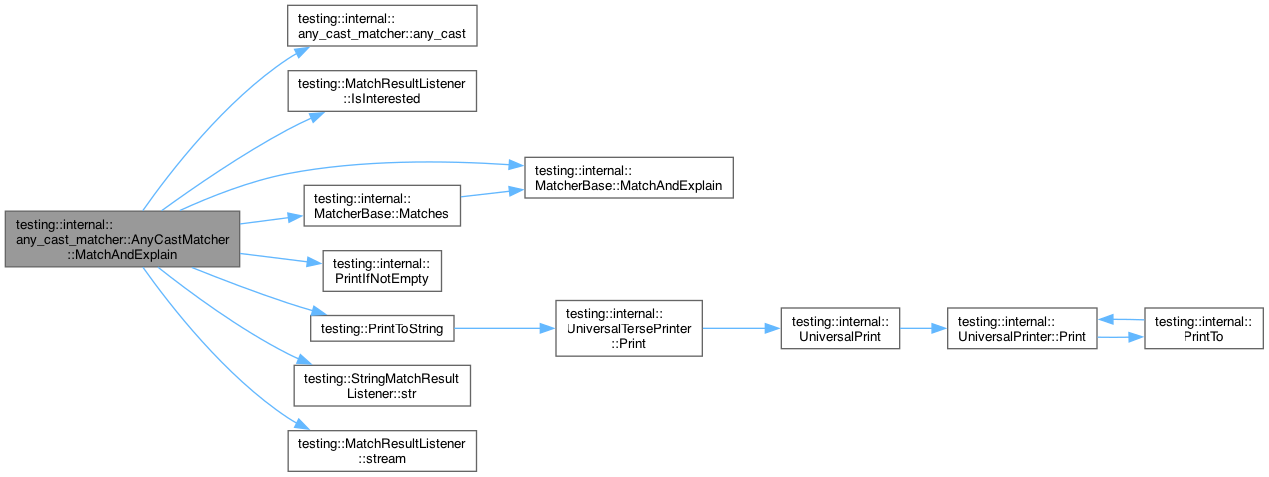 testing::internal::
any_cast_matcher::AnyCastMatcher
::MatchAndExplain
testing::internal::
any_cast_matcher::any_cast
testing::MatchResultListener
::IsInterested
testing::internal::
MatcherBase::MatchAndExplain
testing::internal::
MatcherBase::Matches
testing::internal::
PrintIfNotEmpty
testing::PrintToString
testing::internal::
UniversalTersePrinter
::Print
testing::internal::
UniversalPrint
testing::internal::
UniversalPrinter::Print
testing::internal::
PrintTo
testing::StringMatchResult
Listener::str
testing::MatchResultListener
::stream